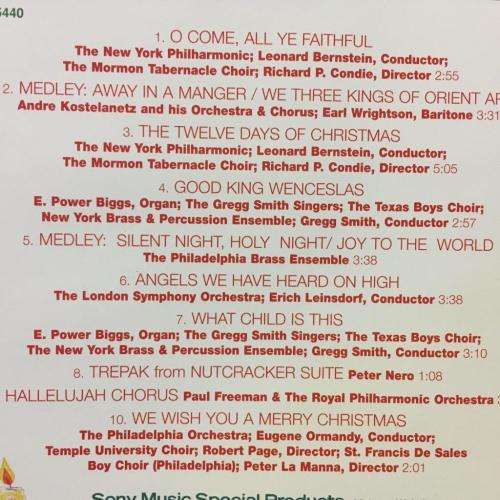 5440
1. O COME, ALL YE FAITHFUL
The New York Philharmonic; Leonard Bernstein, Conductor;
The Mormon Tabernacle Choir; Richard P. Condie, Director 2:55
2. MEDLEY: AWAY IN A MANGER / WE THREE KINGS OF ORIENT AR
Andre Kostelanetz and his Orchestra & Chorus; Earl Wrightson, Baritone 3:31
3. THE TWELVE DAYS OF CHRISTMAS
The New York Philharmonic; Leonard Bernstein, Conductor;
The Mormon Tabernacle Choir; Richard P. Condie, Director 5:05
4. GOOD KING WENCESLAS
E. Power Biggs, Organ; The Gregg Smith Singers; The Texas Boys Choir;
New York Brass & Percussion Ensemble; Gregg Smith, Conductor 2:57
5. MEDLEY: SILENT NIGHT, HOLY NIGHT/ JOY TO THE WORLD
The Philadelphia Brass Ensemble 3:38
6. ANGELS WE HAVE HEARD ON HIGH
The London Symphony Orchestra; Erich Leinsdorf, Conductor 3:38
7. WHAT CHILD IS THIS
E. Power Biggs, Organ; The Gregg Smith Singers; The Texas Boys Choir;
The New York Brass & Percussion Ensemble; Gregg Smith, Conductor 3:10
8. TREPAK from NUTCRACKER SUITE Peter Nero 1:08
HALLELUJAH CHORUS Paul Freeman & The Royal Philharmonic Orchestra
10. WE WISH YOU A MERRY CHRISTMAS
The Philadelphia Orchestra; Eugene Ormandy, Conductor;
Temple University Choir; Robert Page, Director; St. Francis De Sales
Boy Choir (Philadelphia); Peter La Manna, Director 2:01
Sony Music Special Products